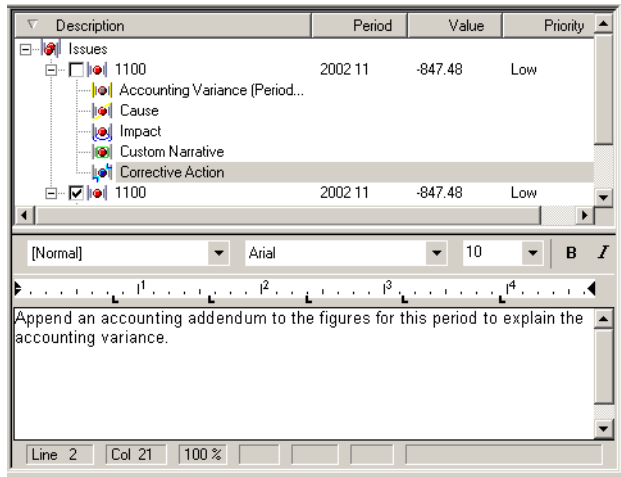 Description Period Value Priority
Issues
1100 2002 11 -847.48 Low
Accounting Variance (Period...
Cause
Impact
Custom Narrative
Corrective Action
1100 2002 11 -847.48 Low
[Normal] Arial 10 B I
1 2 3 4
Append an accounting addendum to the figures for this period to explain the
accounting variance.
Line 2 Col 21 100 %